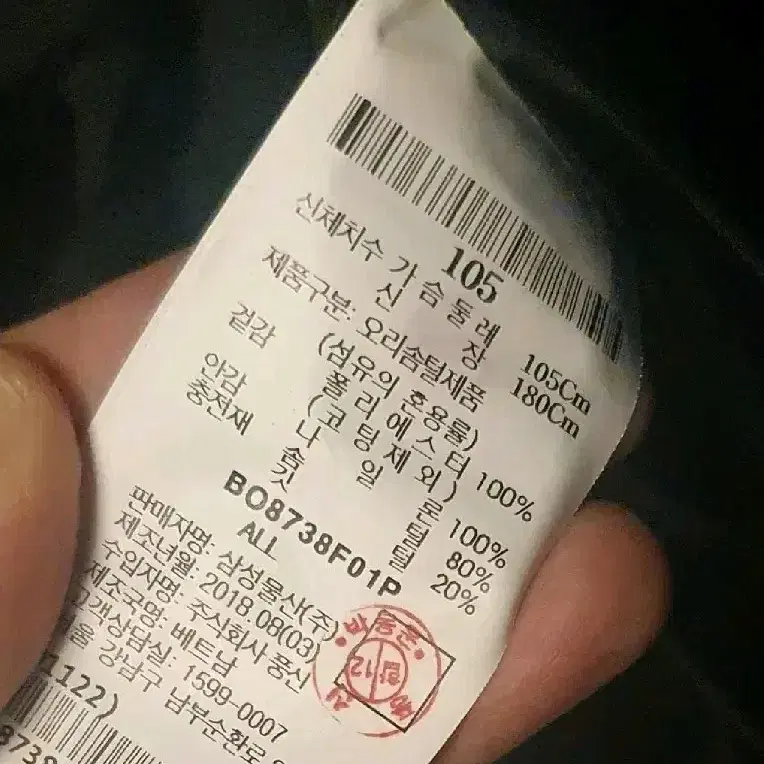 105
신체치수 가슴둘레 105Cm
신장 180Cm
제품구분: 오리솜털제품
(섬유의 혼용률)
겉감 폴리에스터 100%
(코팅제외)
안감 나일론 100%
충전재 솜털 80%
깃털 20%
BO8738F01P
ALL
판매자명: 삼성물산(주)
제조년월: 2018.08(03)
수입자명: 주식회사 풍신
제조국명: 베트남
고객상담실: 1599-0007
서울 강남구 남부순환로
1122)
8738
합 12